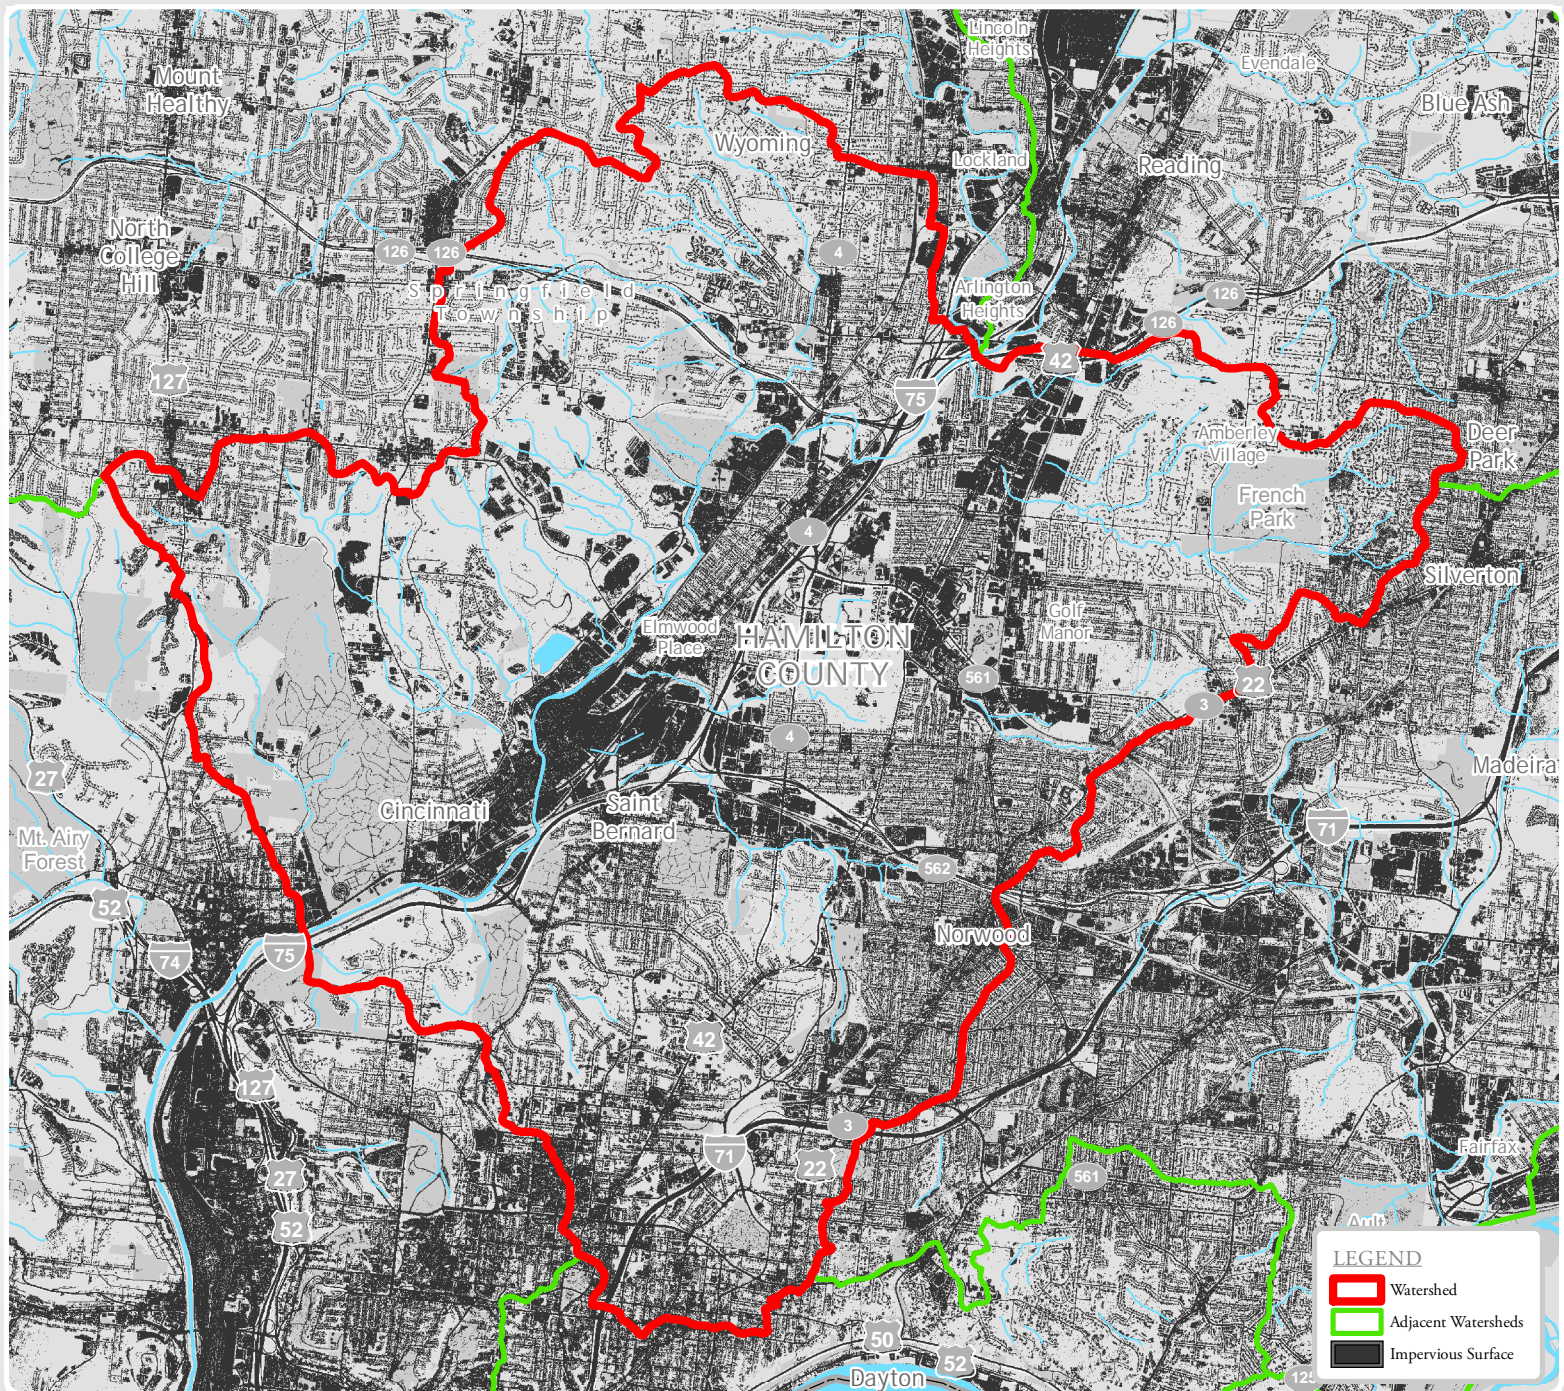 Lincoln
Heights
Evendale
Mount
Healthy
Blue Ash
Wyoming
Lockland
Reading
North
College
Hill
126
126
4
Springfield
Township
Arlington
Heights
126
126
42
127
75
Amberley
Village
Deer
Park
French
Park
4
Silverton
Golf
Manor
Elmwood
Place
HAMILTON
COUNTY
561
22
3
4
27
Madeira
Cincinnati
Saint
Bernard
71
Mt. Airy
Forest
562
52
Norwood
74
75
42
127
3
71
22
Fairfax
27
561
52
Ault
50
52
Dayton
125
LEGEND
Watershed
Adjacent Watersheds
Impervious Surface